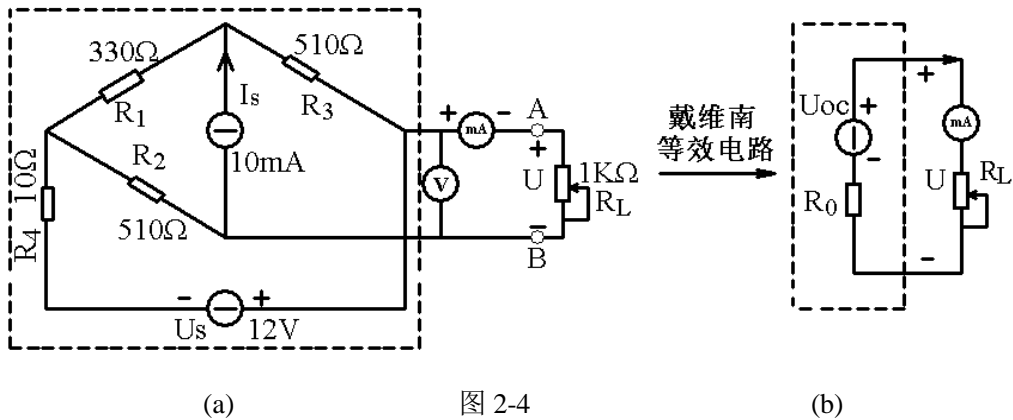 330Ω
R1
510Ω
R3
Is
10mA
R2
510Ω
10Ω
R4
- Us + 12V
+ mA -
V
A
+
U
1KΩ
RL
-
B
戴维南
等效电路
Uoc
+
-
R0
+
mA
U
RL
-
(a) 图 2-4 (b)